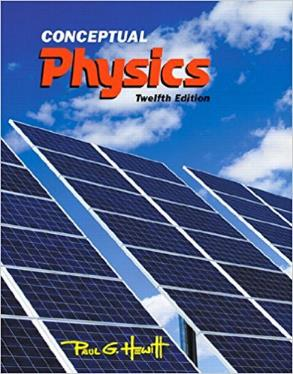 CONCEPTUAL
Physics
Twelfth Edition
PAUL G. HEWITT